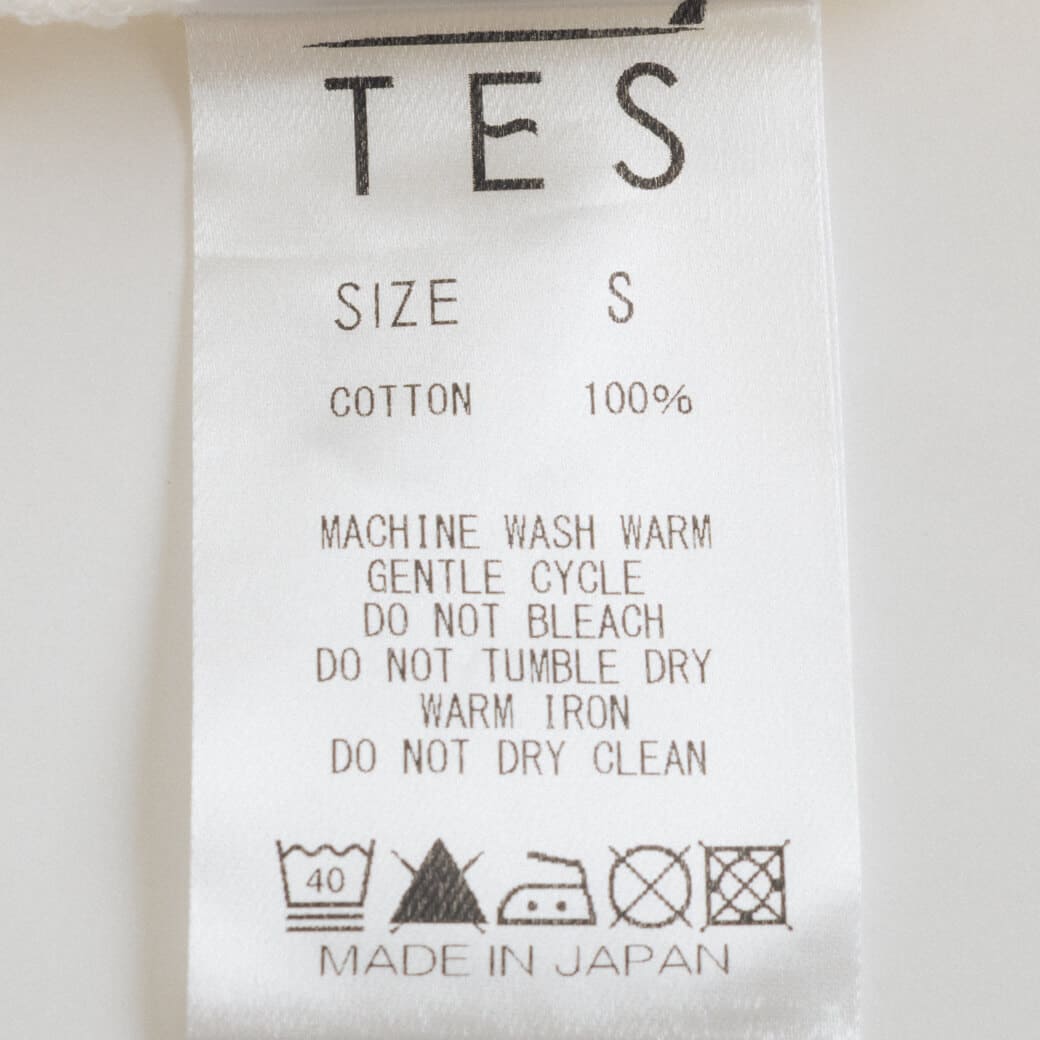 TES
SIZE S
COTTON 100%
MACHINE WASH WARM
GENTLE CYCLE
DO NOT BLEACH
DO NOT TUMBLE DRY
WARM IRON
DO NOT DRY CLEAN
40
MADE IN JAPAN